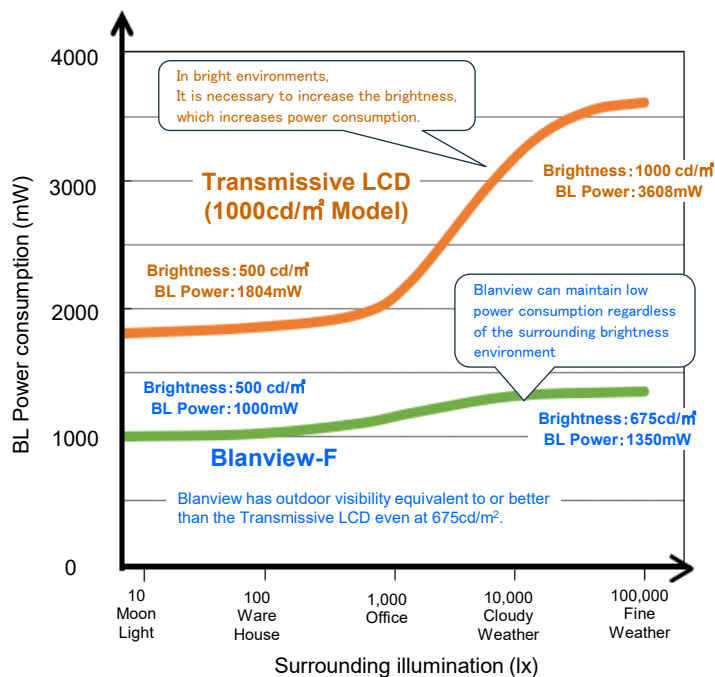 4000
In bright environments,
It is necessary to increase the brightness,
which increases power consumption.
Transmissive LCD
(1000cd/㎡ Model)
Brightness:1000 cd/㎡
BL Power:3608mW
3000
Brightness:500 cd/㎡
BL Power:1804mW
Blanview can maintain low
power consumption regardless
of the surrounding brightness
environment
2000
Brightness:500 cd/㎡
BL Power:1000mW
Brightness:675cd/㎡
BL Power:1350mW
1000
Blanview-F
Blanview has outdoor visibility equivalent to or better
than the Transmissive LCD even at 675cd/m².
0
BL Power consumption (mW)
10
Moon
Light
100
Ware
House
1,000
Office
10,000
Cloudy
Weather
100,000
Fine
Weather
Surrounding illumination (lx)